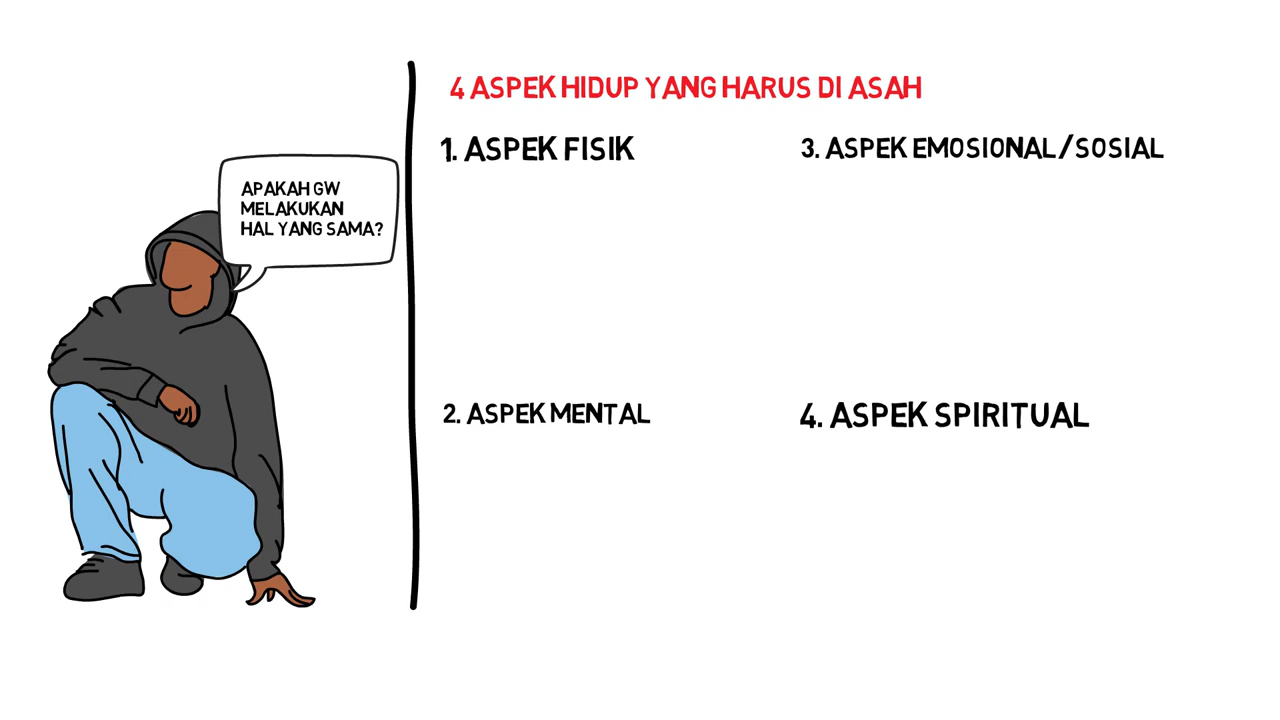 APAKAH GW
MELAKUKAN
HAL YANG SAMA?
4 ASPEK HIDUP YANG HARUS DI ASAH
1. ASPEK FISIK
2. ASPEK MENTAL
3. ASPEK EMOSIONAL/SOSIAL
4. ASPEK SPIRITUAL